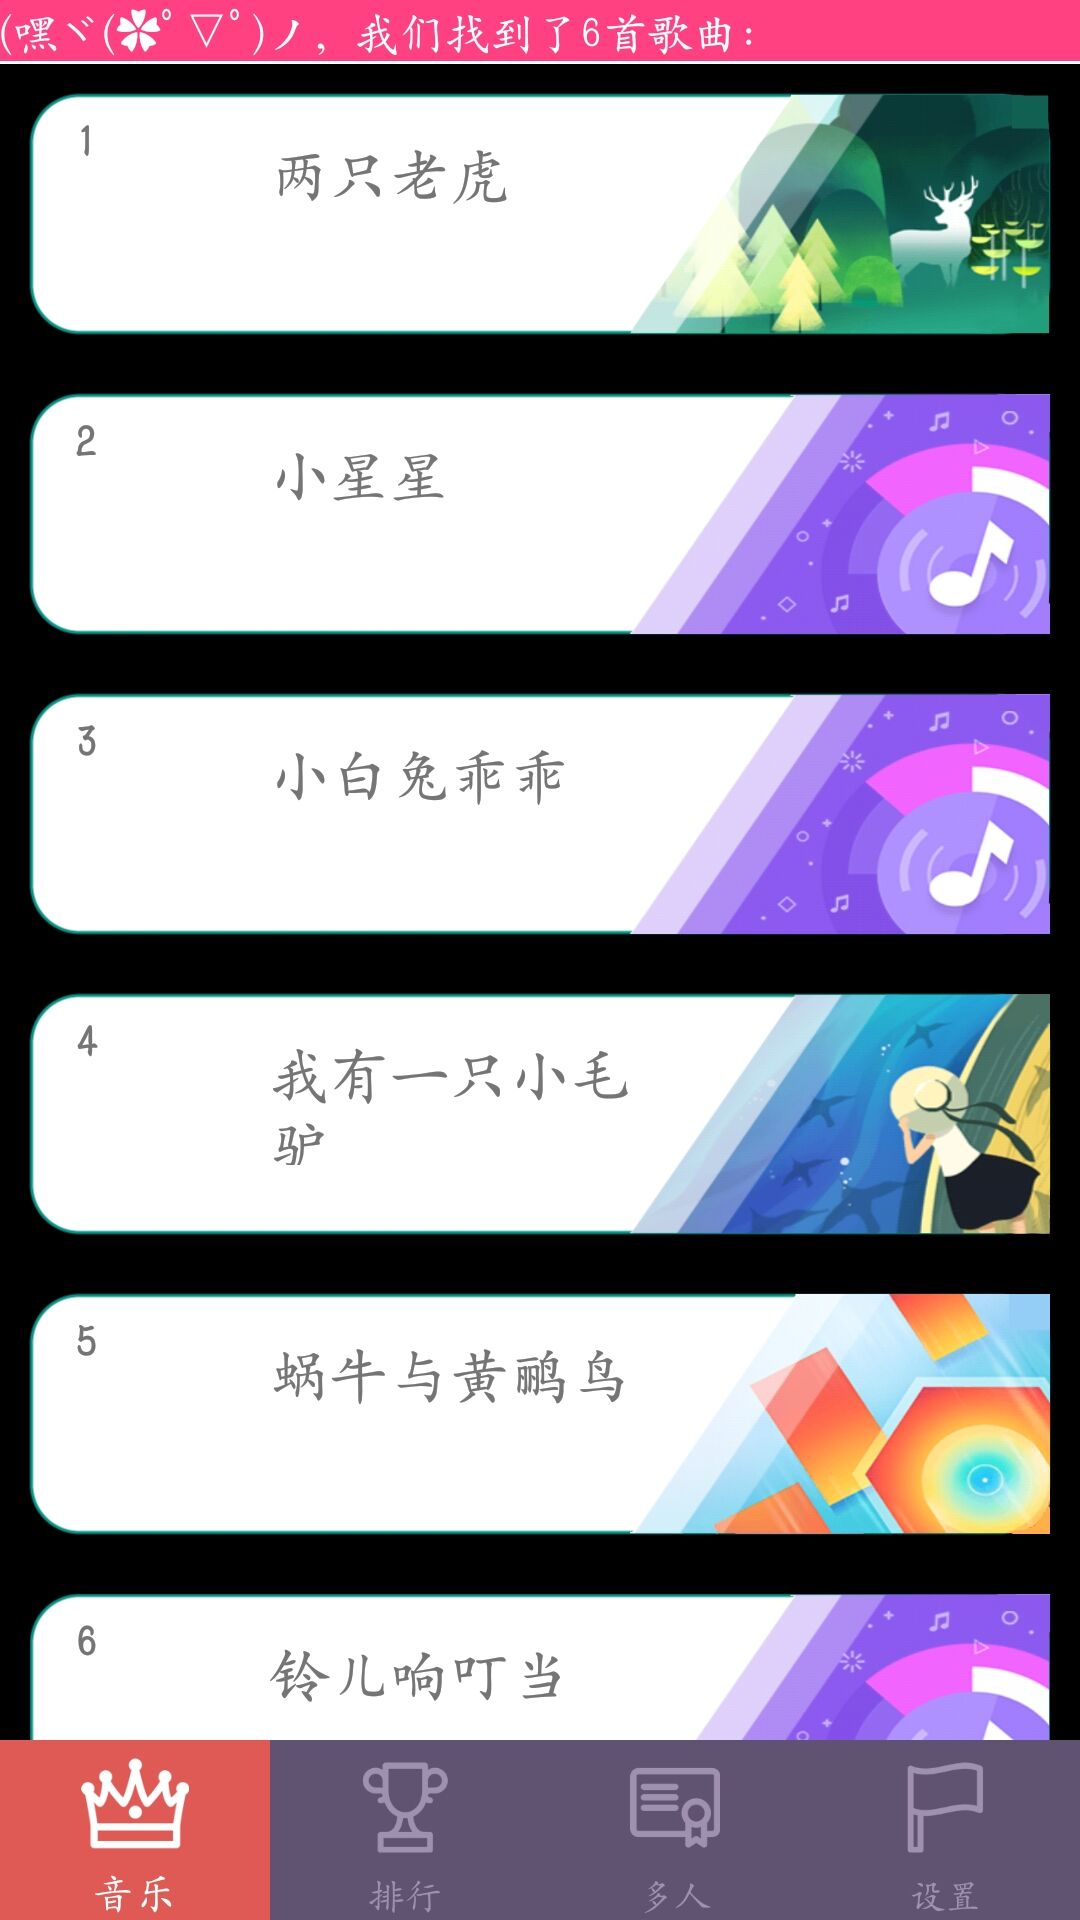 (嘿ヾ(✿ﾟ▽ﾟ)ノ, 我们找到了6首歌曲:
1
两只老虎
2
小星星
3
小白兔乖乖
4
我有一只小毛
驴
5
蜗牛与黄鹂鸟
6
铃儿响叮当
音乐 排行 多人 设置